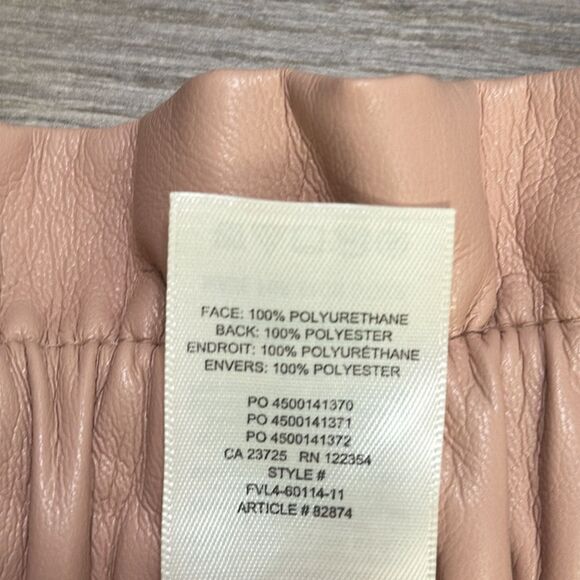 FACE: 100% POLYURETHANE
BACK: 100% POLYESTER
ENDROIT: 100% POLYURÉTHANE
ENVERS: 100% POLYESTER
PO 4500141370
PO 4500141371
PO 4500141372
CA 23725 RN 122354
STYLE #
FVL4-60114-11
ARTICLE # 82874